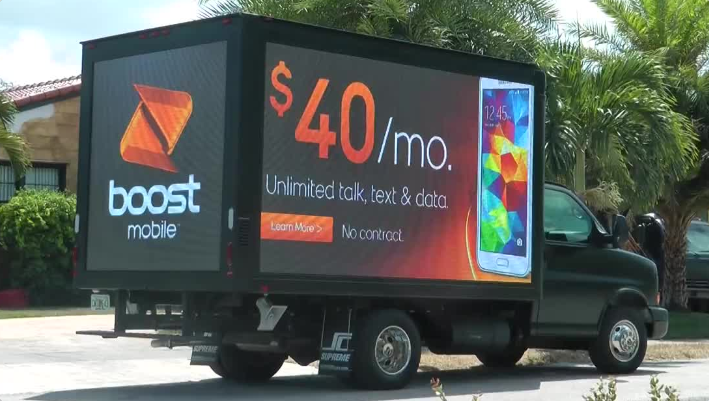 boost
mobile
$40/mo.
Unlimited talk, text & data.
Learn More >
No contract.
12:45
SUPREME
SUPREME